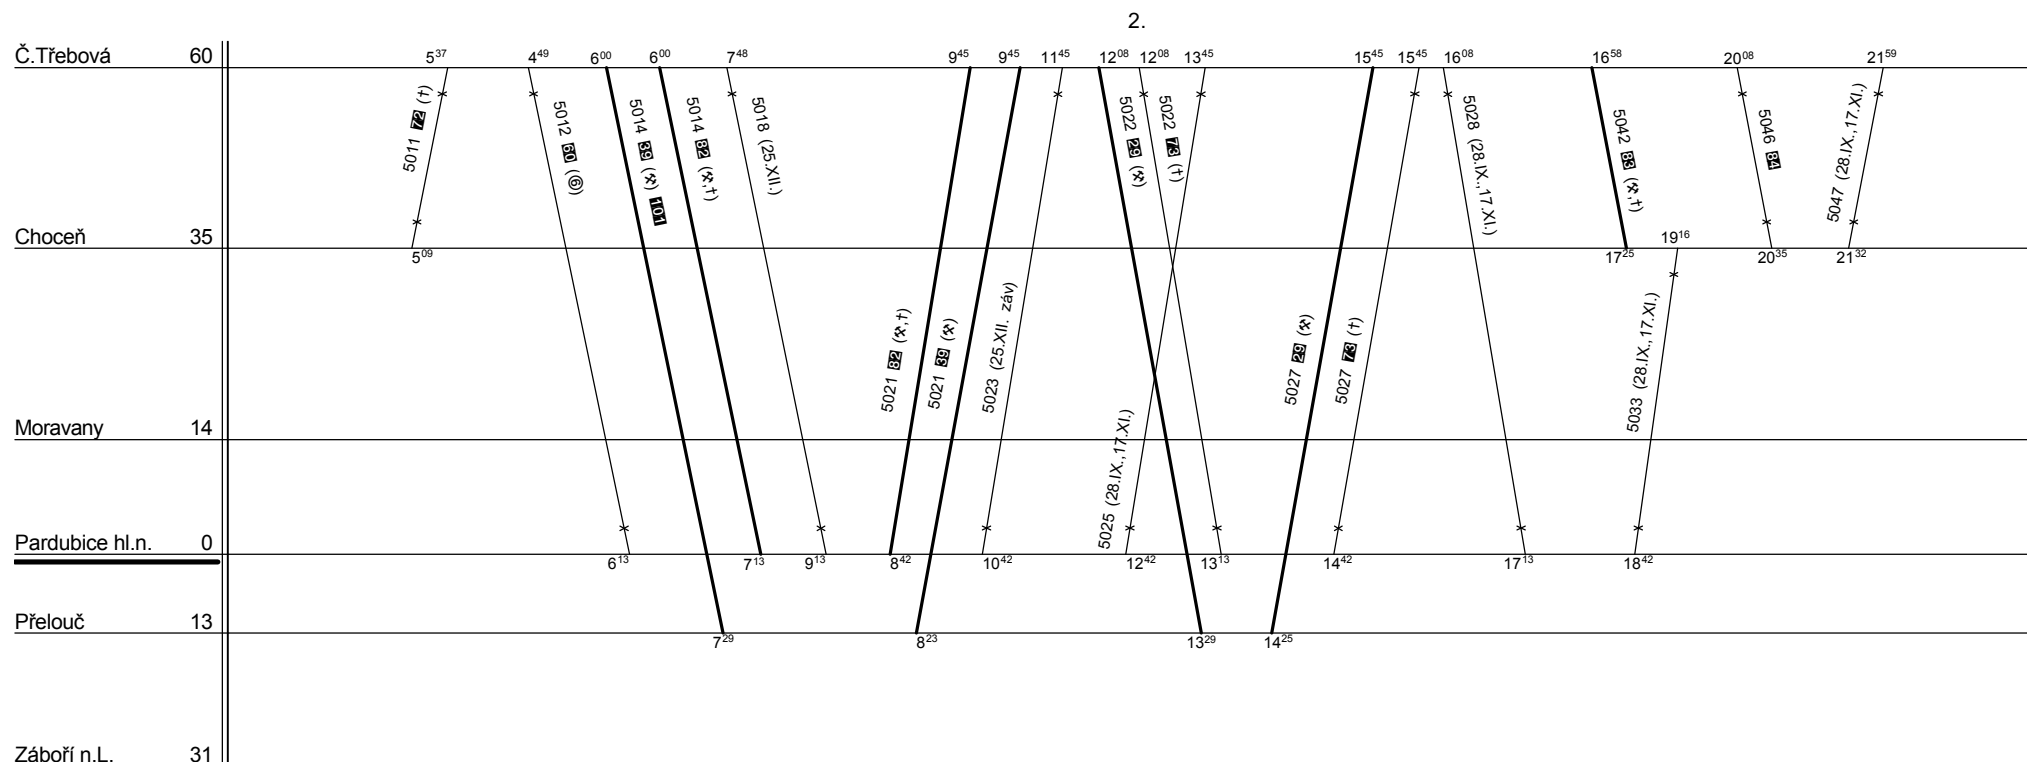 2.
Č.Třebová 60 5³⁷ 4⁴⁹ 6⁰⁰ 6⁰⁰ 7⁴⁸ 9⁴⁵ 9⁴⁵ 11⁴⁵ 12⁰⁸ 12⁰⁸ 13⁴⁵ 15⁴⁵ 15⁴⁵ 16⁰⁸ 16⁵⁸ 20⁰⁸ 21⁵⁹
5011 72 (†)
5012 60 (⑥)
5014 39 (⚒) 101
5014 82 (⚒,†)
5018 (25.XII.)
5022 29 (⚒)
5022 73 (†)
5028 (28.IX.,17.XI.)
5042 83 (⚒,†)
5046 84
5047 (28.IX.,17.XI.)
Choceň 35 5⁰⁹ 17²⁵ 19¹⁶ 20³⁵ 21³²
5021 82 (⚒,†)
5021 39 (⚒)
5023 (25.XII. záv)
5025 (28.IX.,17.XI.)
5027 29 (⚒)
5027 73 (†)
5033 (28.IX.,17.XI.)
Moravany 14
Pardubice hl.n. 0 6¹³ 7¹³ 9¹³ 8⁴² 10⁴² 12⁴² 13¹³ 14⁴² 17¹³ 18⁴²
Přelouč 13 7²⁹ 8²³ 13²⁹ 14²⁵
Záboří n.L. 31